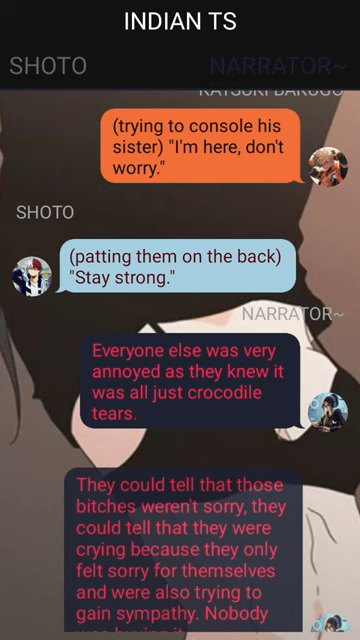 INDIAN TS
SHOTO
NARRATOR~
KATSUKI BAKUGO
(trying to console his
sister) "I'm here, don't
worry."
SHOTO
(patting them on the back)
"Stay strong."
NARRATOR~
Everyone else was very
annoyed as they knew it
was all just crocodile
tears.
They could tell that those
bitches weren't sorry, they
could tell that they were
crying because they only
felt sorry for themselves
and were also trying to
gain sympathy. Nobody